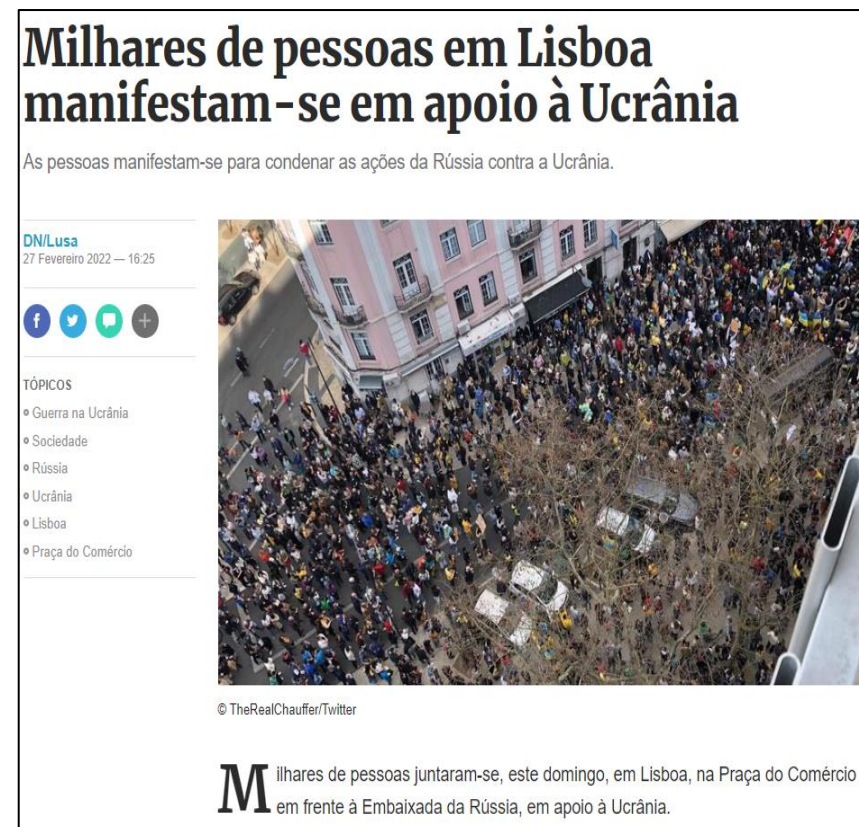 Milhares de pessoas em Lisboa
manifestam-se em apoio à Ucrânia
As pessoas manifestam-se para condenar as ações da Rússia contra a Ucrânia.
DN/Lusa
27 Fevereiro 2022 — 16:25
TÓPICOS
Guerra na Ucrânia
Sociedade
Rússia
Ucrânia
Lisboa
Praça do Comércio
© TheRealChauffer/Twitter
Milhares de pessoas juntaram-se, este domingo, em Lisboa, na Praça do Comércio
em frente à Embaixada da Rússia, em apoio à Ucrânia.